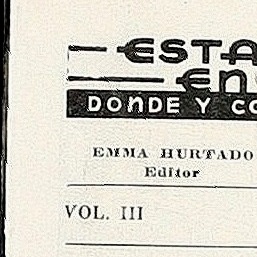 ESTA
EN
DONDE Y CO
EMMA HURTADO
Editor
VOL. III